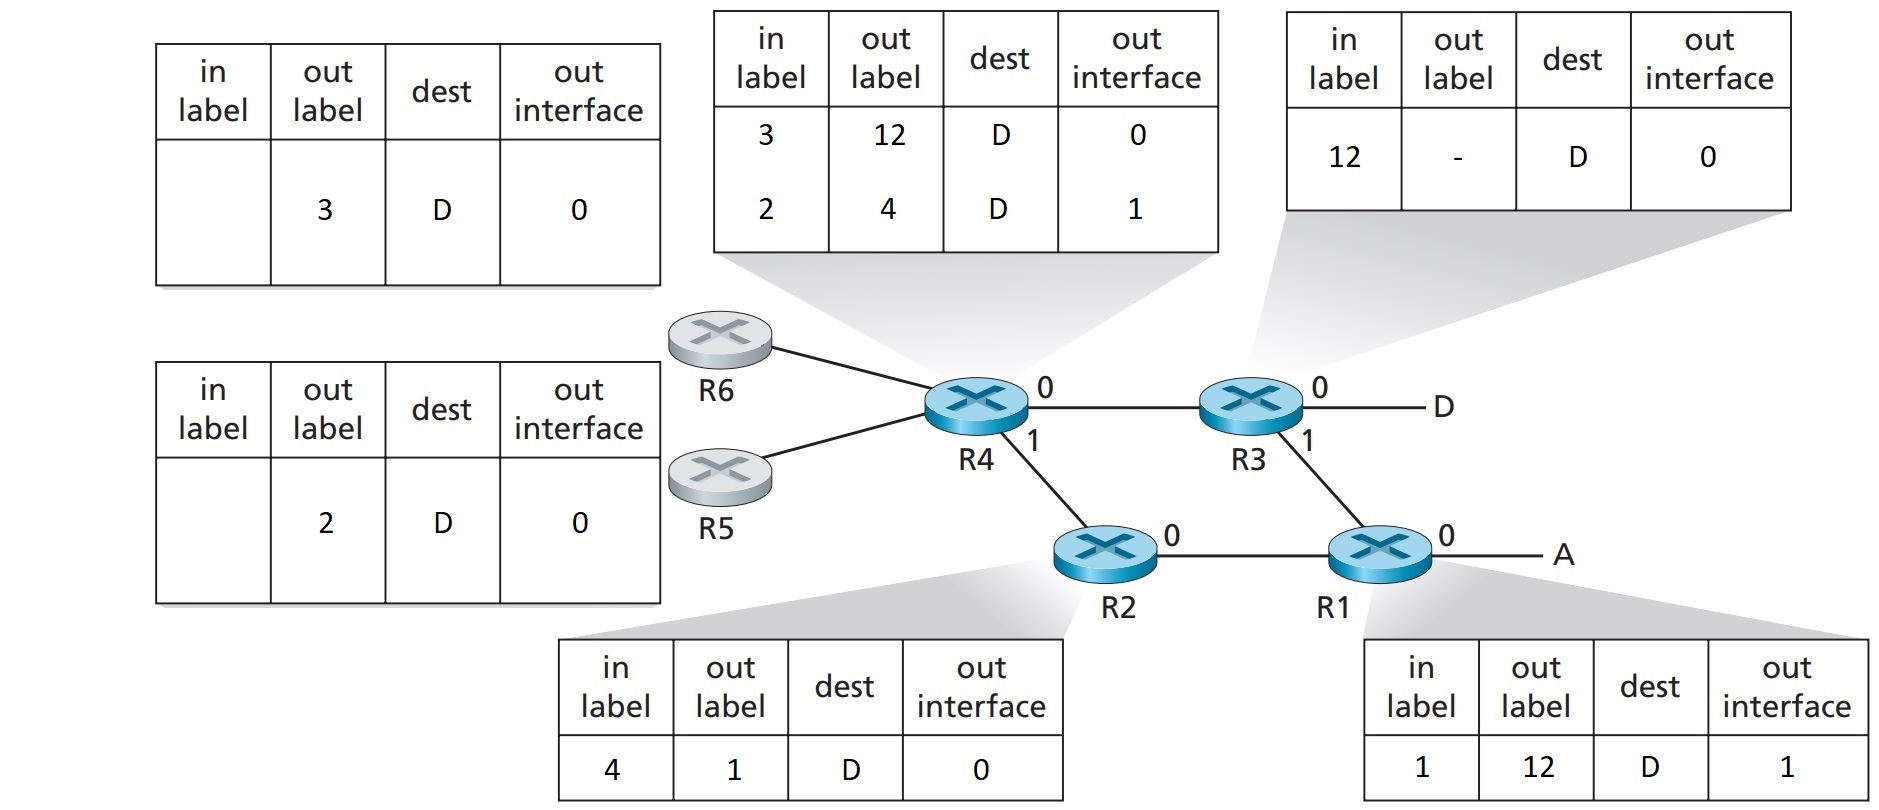 in label out label dest out interface
3 D 0
in label out label dest out interface
3 12 D 0
2 4 D 1
in label out label dest out interface
12 - D 0
in label out label dest out interface
2 D 0
R6
R5
R4
0
1
R3
0
1
D
R2
0
R1
0
A
in label out label dest out interface
4 1 D 0
in label out label dest out interface
1 12 D 1